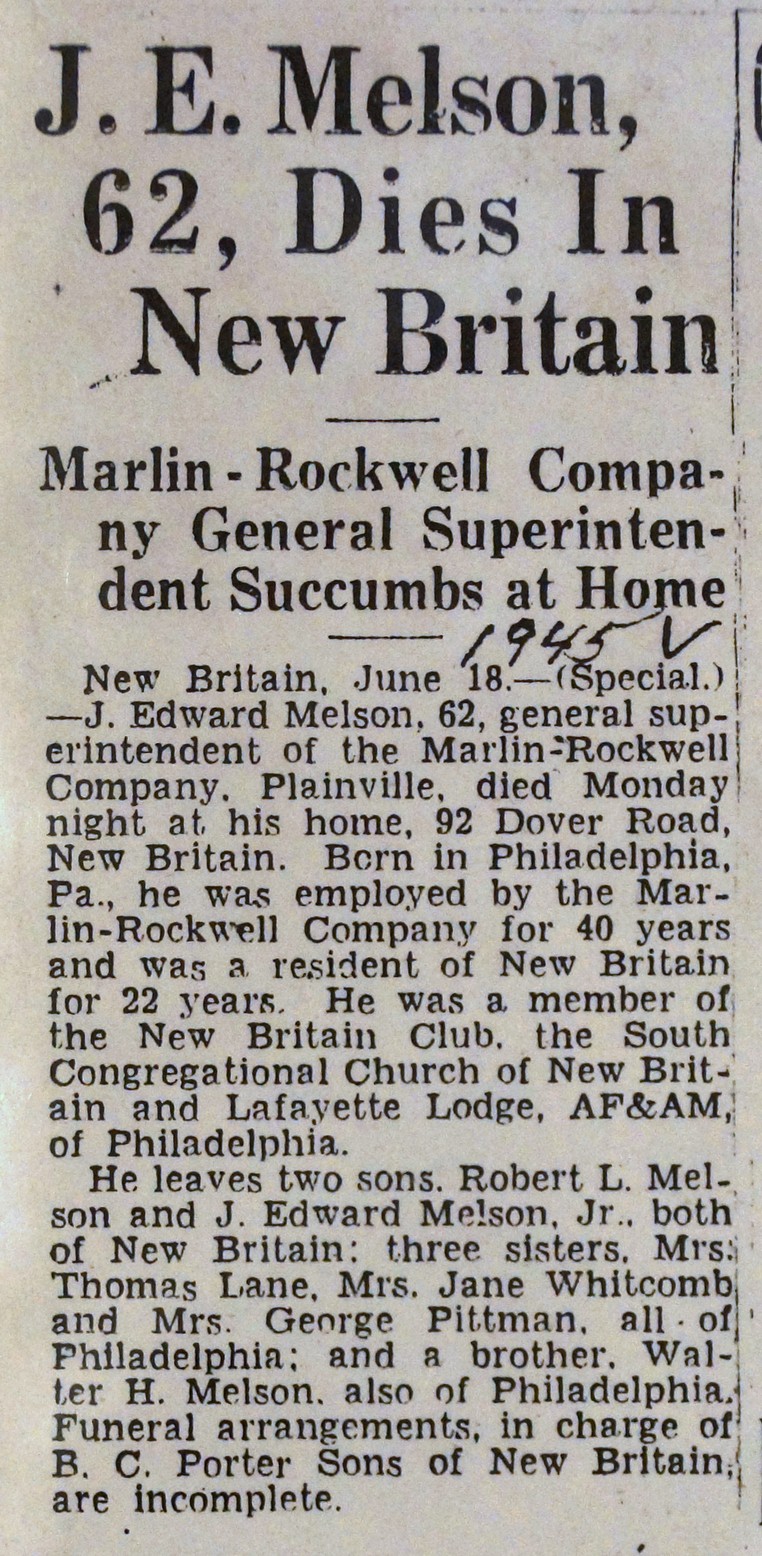 J. E. Melson,
62, Dies In
New Britain
Marlin-Rockwell Compa-
ny General Superinten-
dent Succumbs at Home
1945 V
New Britain, June 18.—(Special.)
—J. Edward Melson, 62, general sup-
erintendent of the Marlin-Rockwell
Company, Plainville, died Monday
night at his home, 92 Dover Road,
New Britain. Born in Philadelphia,
Pa., he was employed by the Mar-
lin-Rockwell Company for 40 years
and was a resident of New Britain
for 22 years. He was a member of
the New Britain Club, the South
Congregational Church of New Brit-
ain and Lafayette Lodge, AF&AM,
of Philadelphia.
He leaves two sons, Robert L. Mel-
son and J. Edward Melson, Jr., both
of New Britain; three sisters, Mrs.
Thomas Lane, Mrs. Jane Whitcomb
and Mrs. George Pittman, all of
Philadelphia; and a brother, Wal-
ter H. Melson, also of Philadelphia.
Funeral arrangements, in charge of
B. C. Porter Sons of New Britain,
are incomplete.